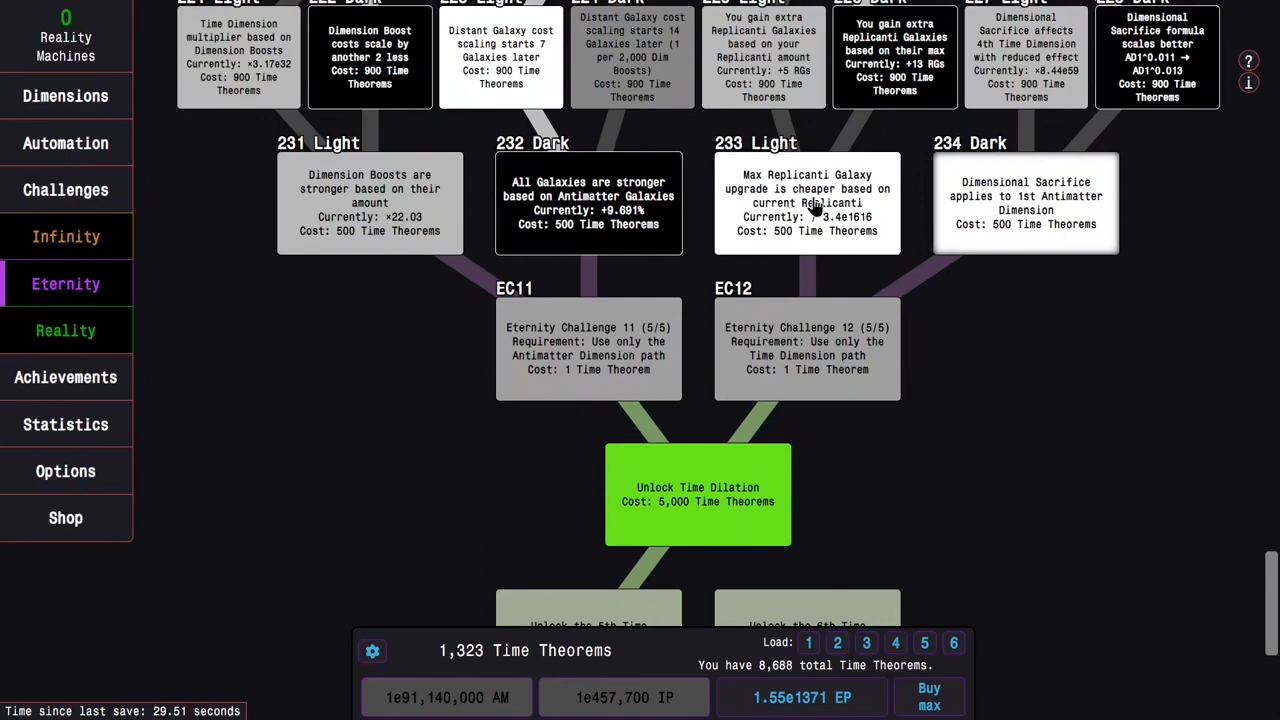 0
Reality
Machines
Dimensions
Automation
Challenges
Infinity
Eternity
Reality
Achievements
Statistics
Options
Shop
Time Dimension
multiplier based on
Dimension Boosts
Currently: ×3.17e32
Cost: 900 Time
Theorems
Dimension Boost
costs scale by
another 2 less
Cost: 900 Time
Theorems
Distant Galaxy cost
scaling starts 7
Galaxies later
Cost: 900 Time
Theorems
Distant Galaxy cost
scaling starts 14
Galaxies later (1
per 2,000 Dim
Boosts)
Cost: 900 Time
Theorems
You gain extra
Replicanti Galaxies
based on your
Replicanti amount
Currently: +5 RGs
Cost: 900 Time
Theorems
You gain extra
Replicanti Galaxies
based on their max
Currently: +13 RGs
Cost: 900 Time
Theorems
Dimensional
Sacrifice affects
4th Time Dimension
with reduced effect
Currently: ×8.44e59
Cost: 900 Time
Theorems
Dimensional
Sacrifice formula
scales better
AD1^0.011 →
AD1^0.013
Cost: 900 Time
Theorems
?
i
231 Light
Dimension Boosts are
stronger based on their
amount
Currently: ×22.03
Cost: 500 Time Theorems
232 Dark
All Galaxies are stronger
based on Antimatter Galaxies
Currently: +9.691%
Cost: 500 Time Theorems
233 Light
Max Replicanti Galaxy
upgrade is cheaper based on
current Replicanti
Currently: / 3.4e1616
Cost: 500 Time Theorems
234 Dark
Dimensional Sacrifice
applies to 1st Antimatter
Dimension
Cost: 500 Time Theorems
EC11
Eternity Challenge 11 (5/5)
Requirement: Use only the
Antimatter Dimension path
Cost: 1 Time Theorem
EC12
Eternity Challenge 12 (5/5)
Requirement: Use only the
Time Dimension path
Cost: 1 Time Theorem
Unlock Time Dilation
Cost: 5,000 Time Theorems
Unlock the 5th Time
Unlock the 6th Time
1,323 Time Theorems
Load: 1 2 3 4 5 6
You have 8,688 total Time Theorems.
1e91,140,000 AM
1e457,700 IP
1.55e1371 EP
Buy
max
Time since last save: 29.51 seconds